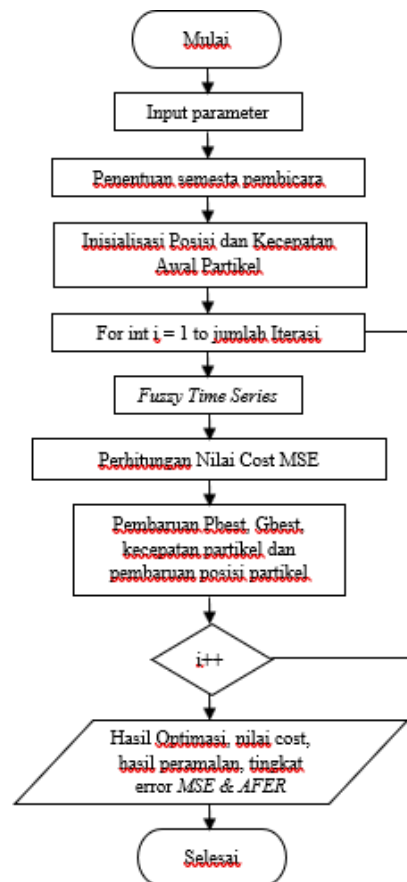 Mulai
Input parameter
Penentuan semesta pembicara
Inisialisasi Posisi dan Kecepatan
Awal Partikel
For int i = 1 to jumlah Iterasi
Fuzzy Time Series
Perhitungan Nilai Cost MSE
Pembaruan Pbest, Gbest,
kecepatan partikel dan
pembaruan posisi partikel
i++
Hasil Optimasi, nilai cost,
hasil peramalan, tingkat
error MSE & AFER
Selesai